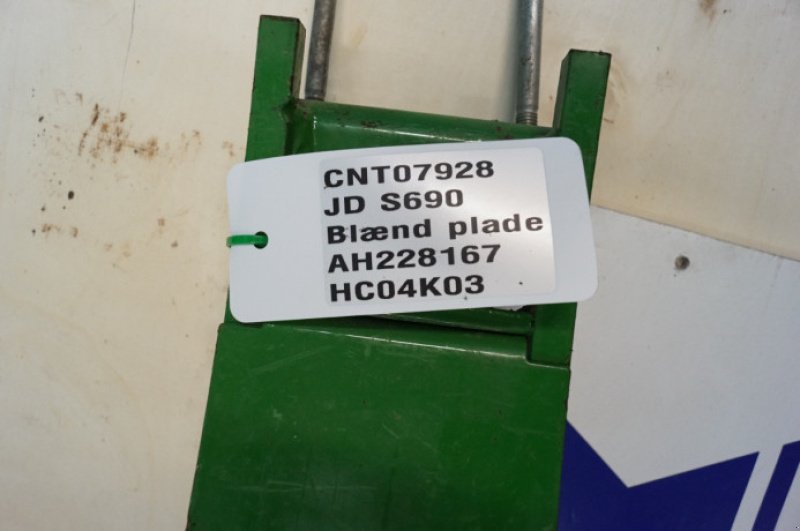 CNT07928
JD S690
Blænd plade
AH228167
HC04K03